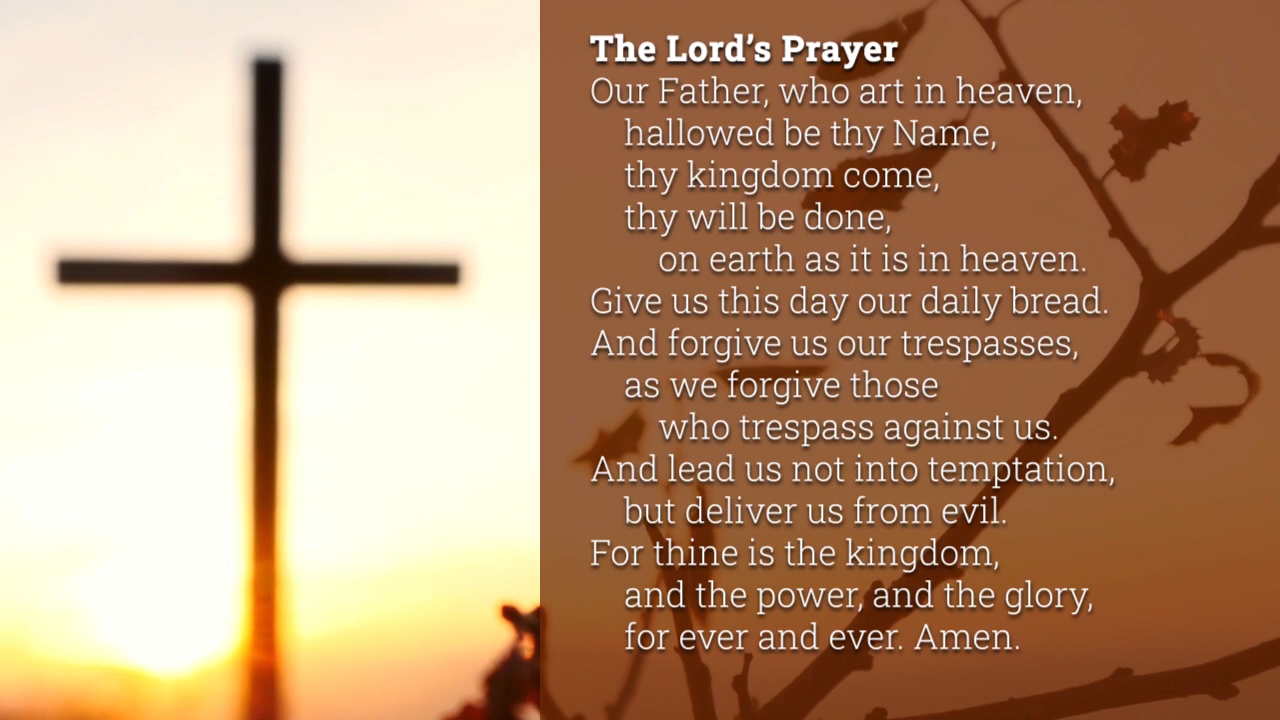 The Lord’s Prayer
Our Father, who art in heaven,
hallowed be thy Name,
thy kingdom come,
thy will be done,
on earth as it is in heaven.
Give us this day our daily bread.
And forgive us our trespasses,
as we forgive those
who trespass against us.
And lead us not into temptation,
but deliver us from evil.
For thine is the kingdom,
and the power, and the glory,
for ever and ever. Amen.